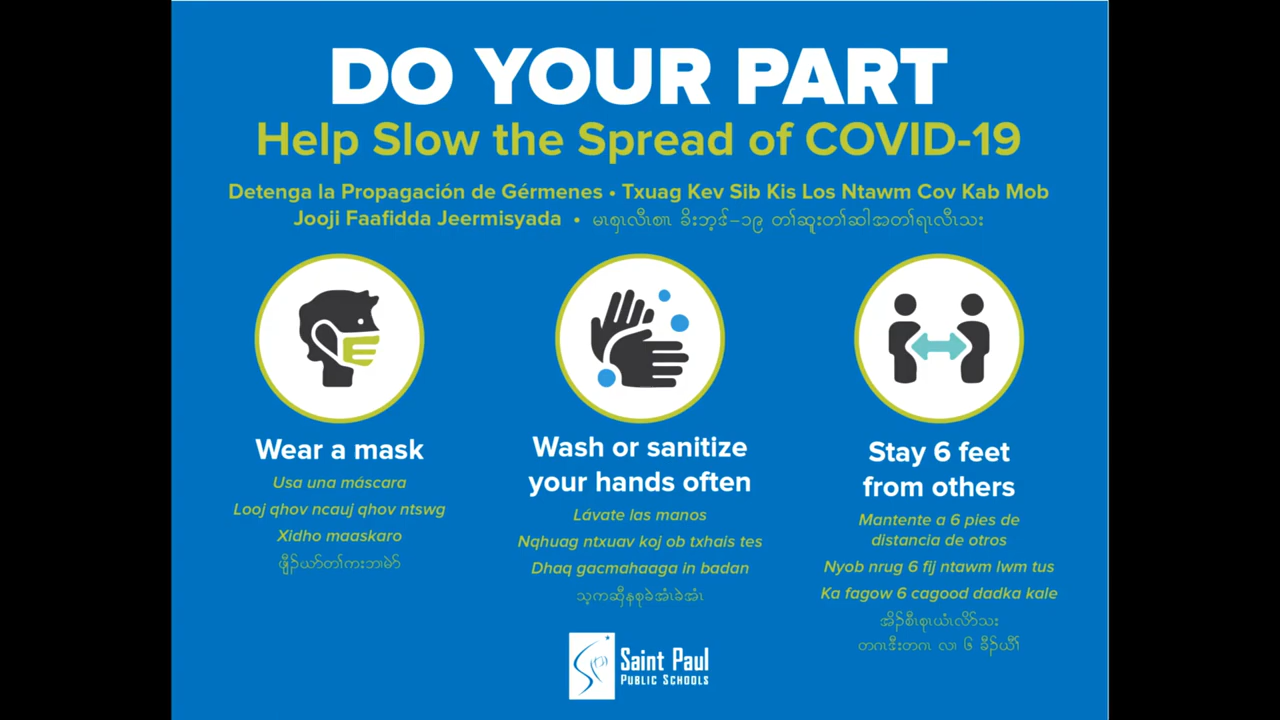 DO YOUR PART
Help Slow the Spread of COVID-19
Detenga la Propagación de Gérmenes • Txuag Kev Sib Kis Los Ntawm Cov Kab Mob
Jooji Faafidda Jeermisyada •
Wear a mask
Usa una máscara
Looj qhov ncauj qhov ntswg
Xidho maaskaro
Wash or sanitize
your hands often
Lávate las manos
Nqhuag ntxuav koj ob txhais tes
Dhaq gacmahaaga in badan
Stay 6 feet
from others
Mantente a 6 pies de
distancia de otros
Nyob nrug 6 fij ntawm lwm tus
Ka fagow 6 cagood dadka kale
Saint Paul
PUBLIC SCHOOLS